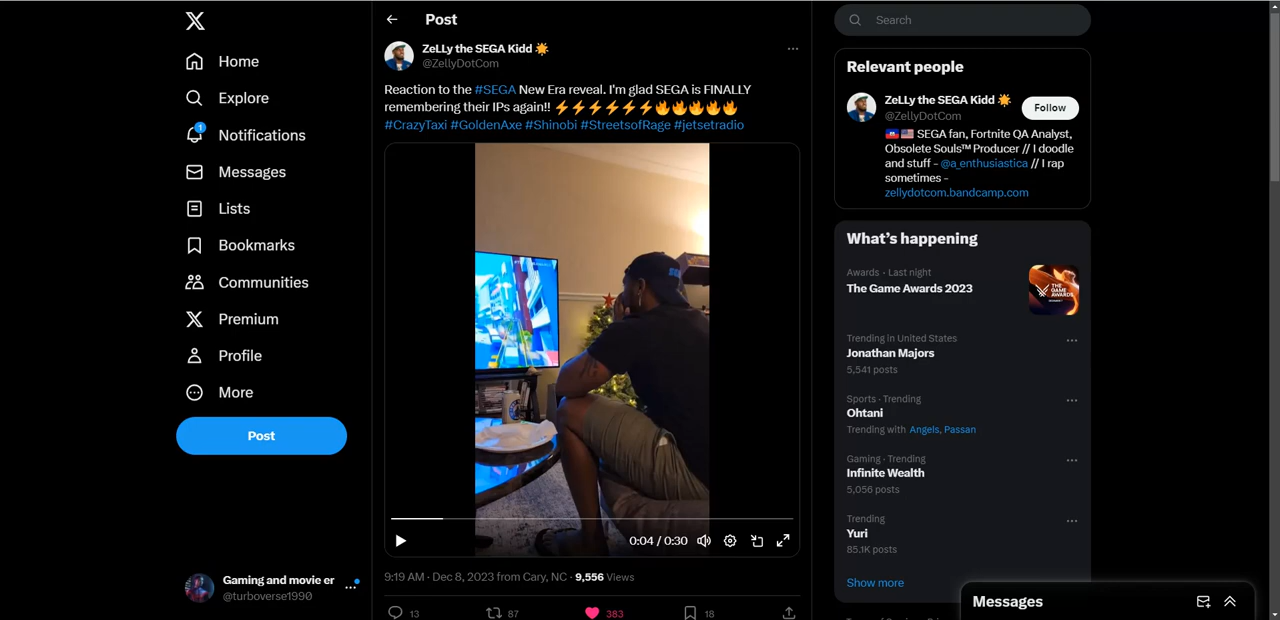 Home
Explore
1
Notifications
Messages
Lists
Bookmarks
Communities
Premium
Profile
More
Post
Gaming and movie er
@turboverse1990
Post
ZeLLy the SEGA Kidd
@ZellyDotCom
Reaction to the #SEGA New Era reveal. I'm glad SEGA is FINALLY
remembering their IPs again!! ⚡⚡⚡⚡⚡⚡🔥🔥🔥🔥🔥
#CrazyTaxi #GoldenAxe #Shinobi #StreetsofRage #jetsetradio
0:04 / 0:30
9:19 AM · Dec 8, 2023 from Cary, NC · 9,556 Views
13 87 383 18
Search
Relevant people
ZeLLy the SEGA Kidd
@ZellyDotCom
Follow
🇭🇹🇺🇸 SEGA fan, Fortnite QA Analyst,
Obsolete Souls™ Producer // I doodle
and stuff - @a_enthusiastica // I rap
sometimes -
zellydotcom.bandcamp.com
What's happening
Awards · Last night
The Game Awards 2023
THE GAME AWARDS
Trending in United States
Jonathan Majors
5,541 posts
Sports · Trending
Ohtani
Trending with Angels, Passan
Gaming · Trending
Infinite Wealth
5,056 posts
Trending
Yuri
85.1K posts
Show more
Messages